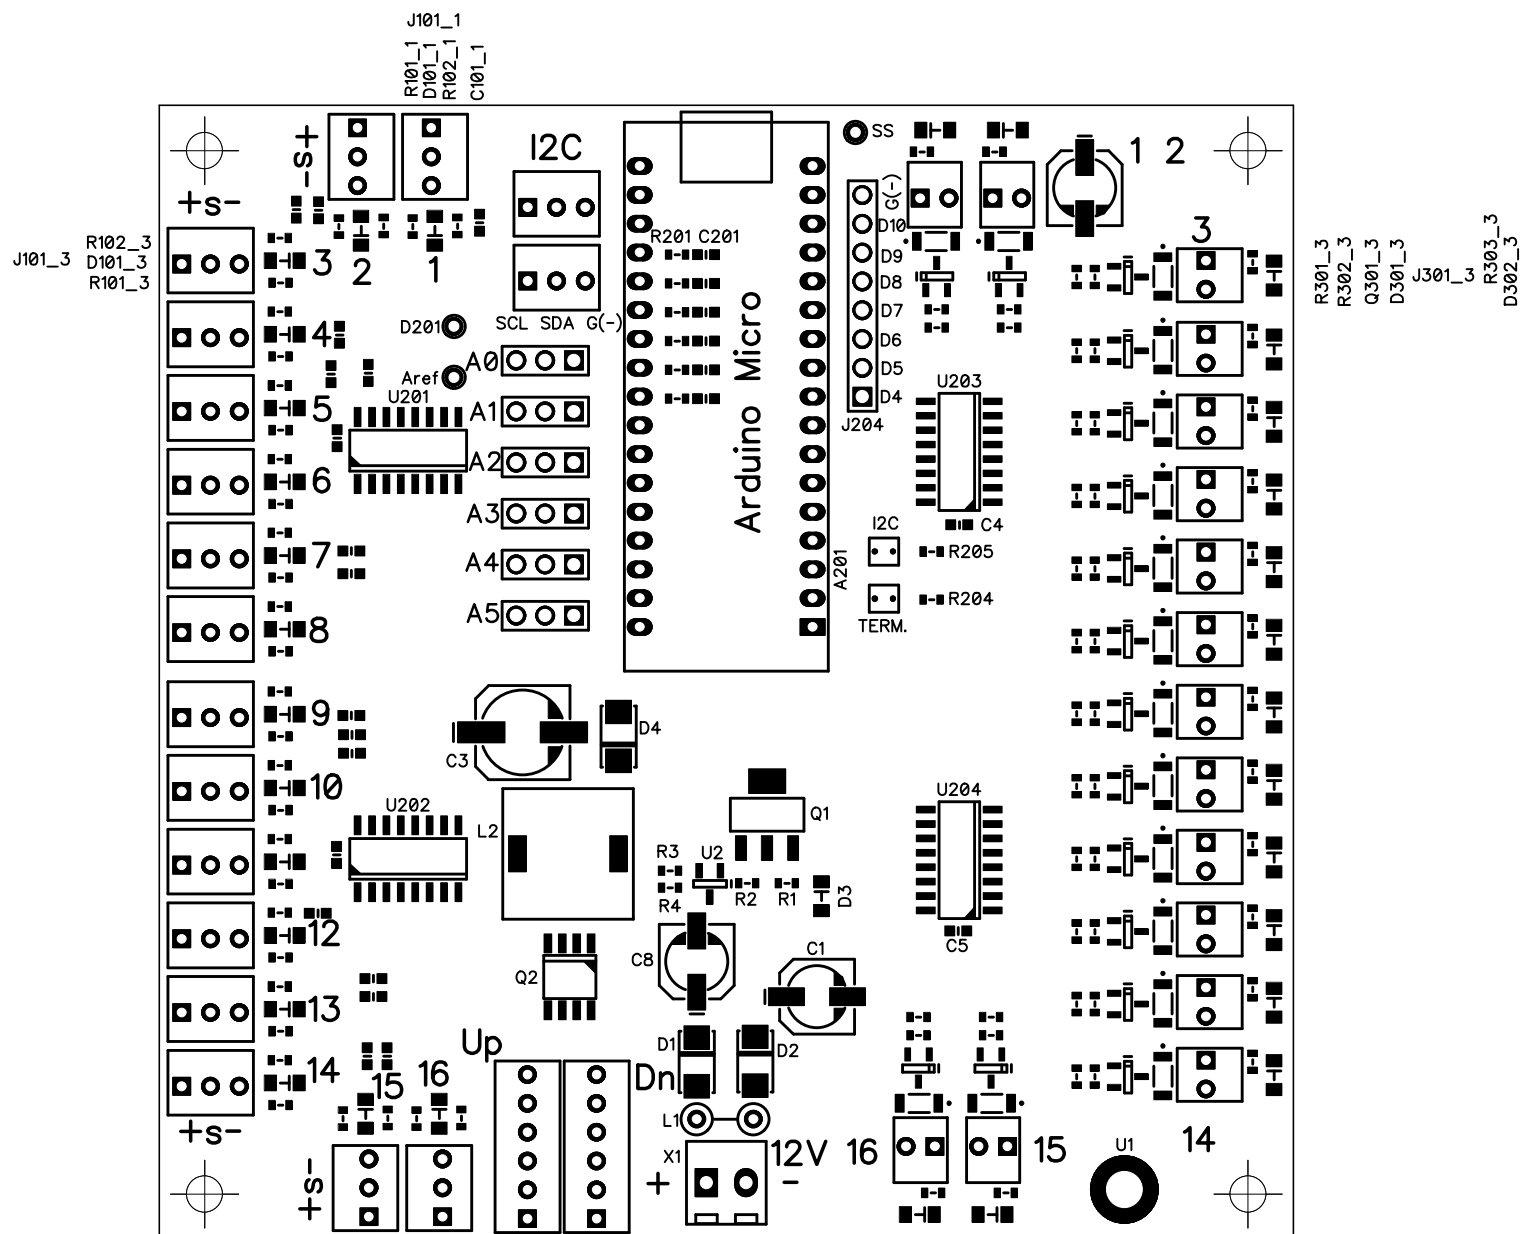 J101_1
R101_1
D101_1
R102_1
C101_1
-s+
I2C
SS
1 2
+s-
G(-)
D10
3
R102_3
J101_3 D101_3
R101_3
3
2
1
R201 C201
D9
D8
R301_3
R302_3
Q301_3
D301_3
J301_3
R303_3
D302_3
4
D201
SCL SDA G(-)
D7
D6
A0
D5
Aref
U201
U203
5
A1
D4
J204
Arduino Micro
6
A2
A3
I2C
C4
7
A4
R205
A201
R204
8
A5
TERM.
9
C3
D4
10
U202
U204
L2
Q1
R3
U2
R4
R2
R1
D3
12
C8
C1
C5
Q2
13
Up
D1
D2
14
15
16
Dn
+s-
L1
16
15
U1
14
X1
12V
+s-
+
-